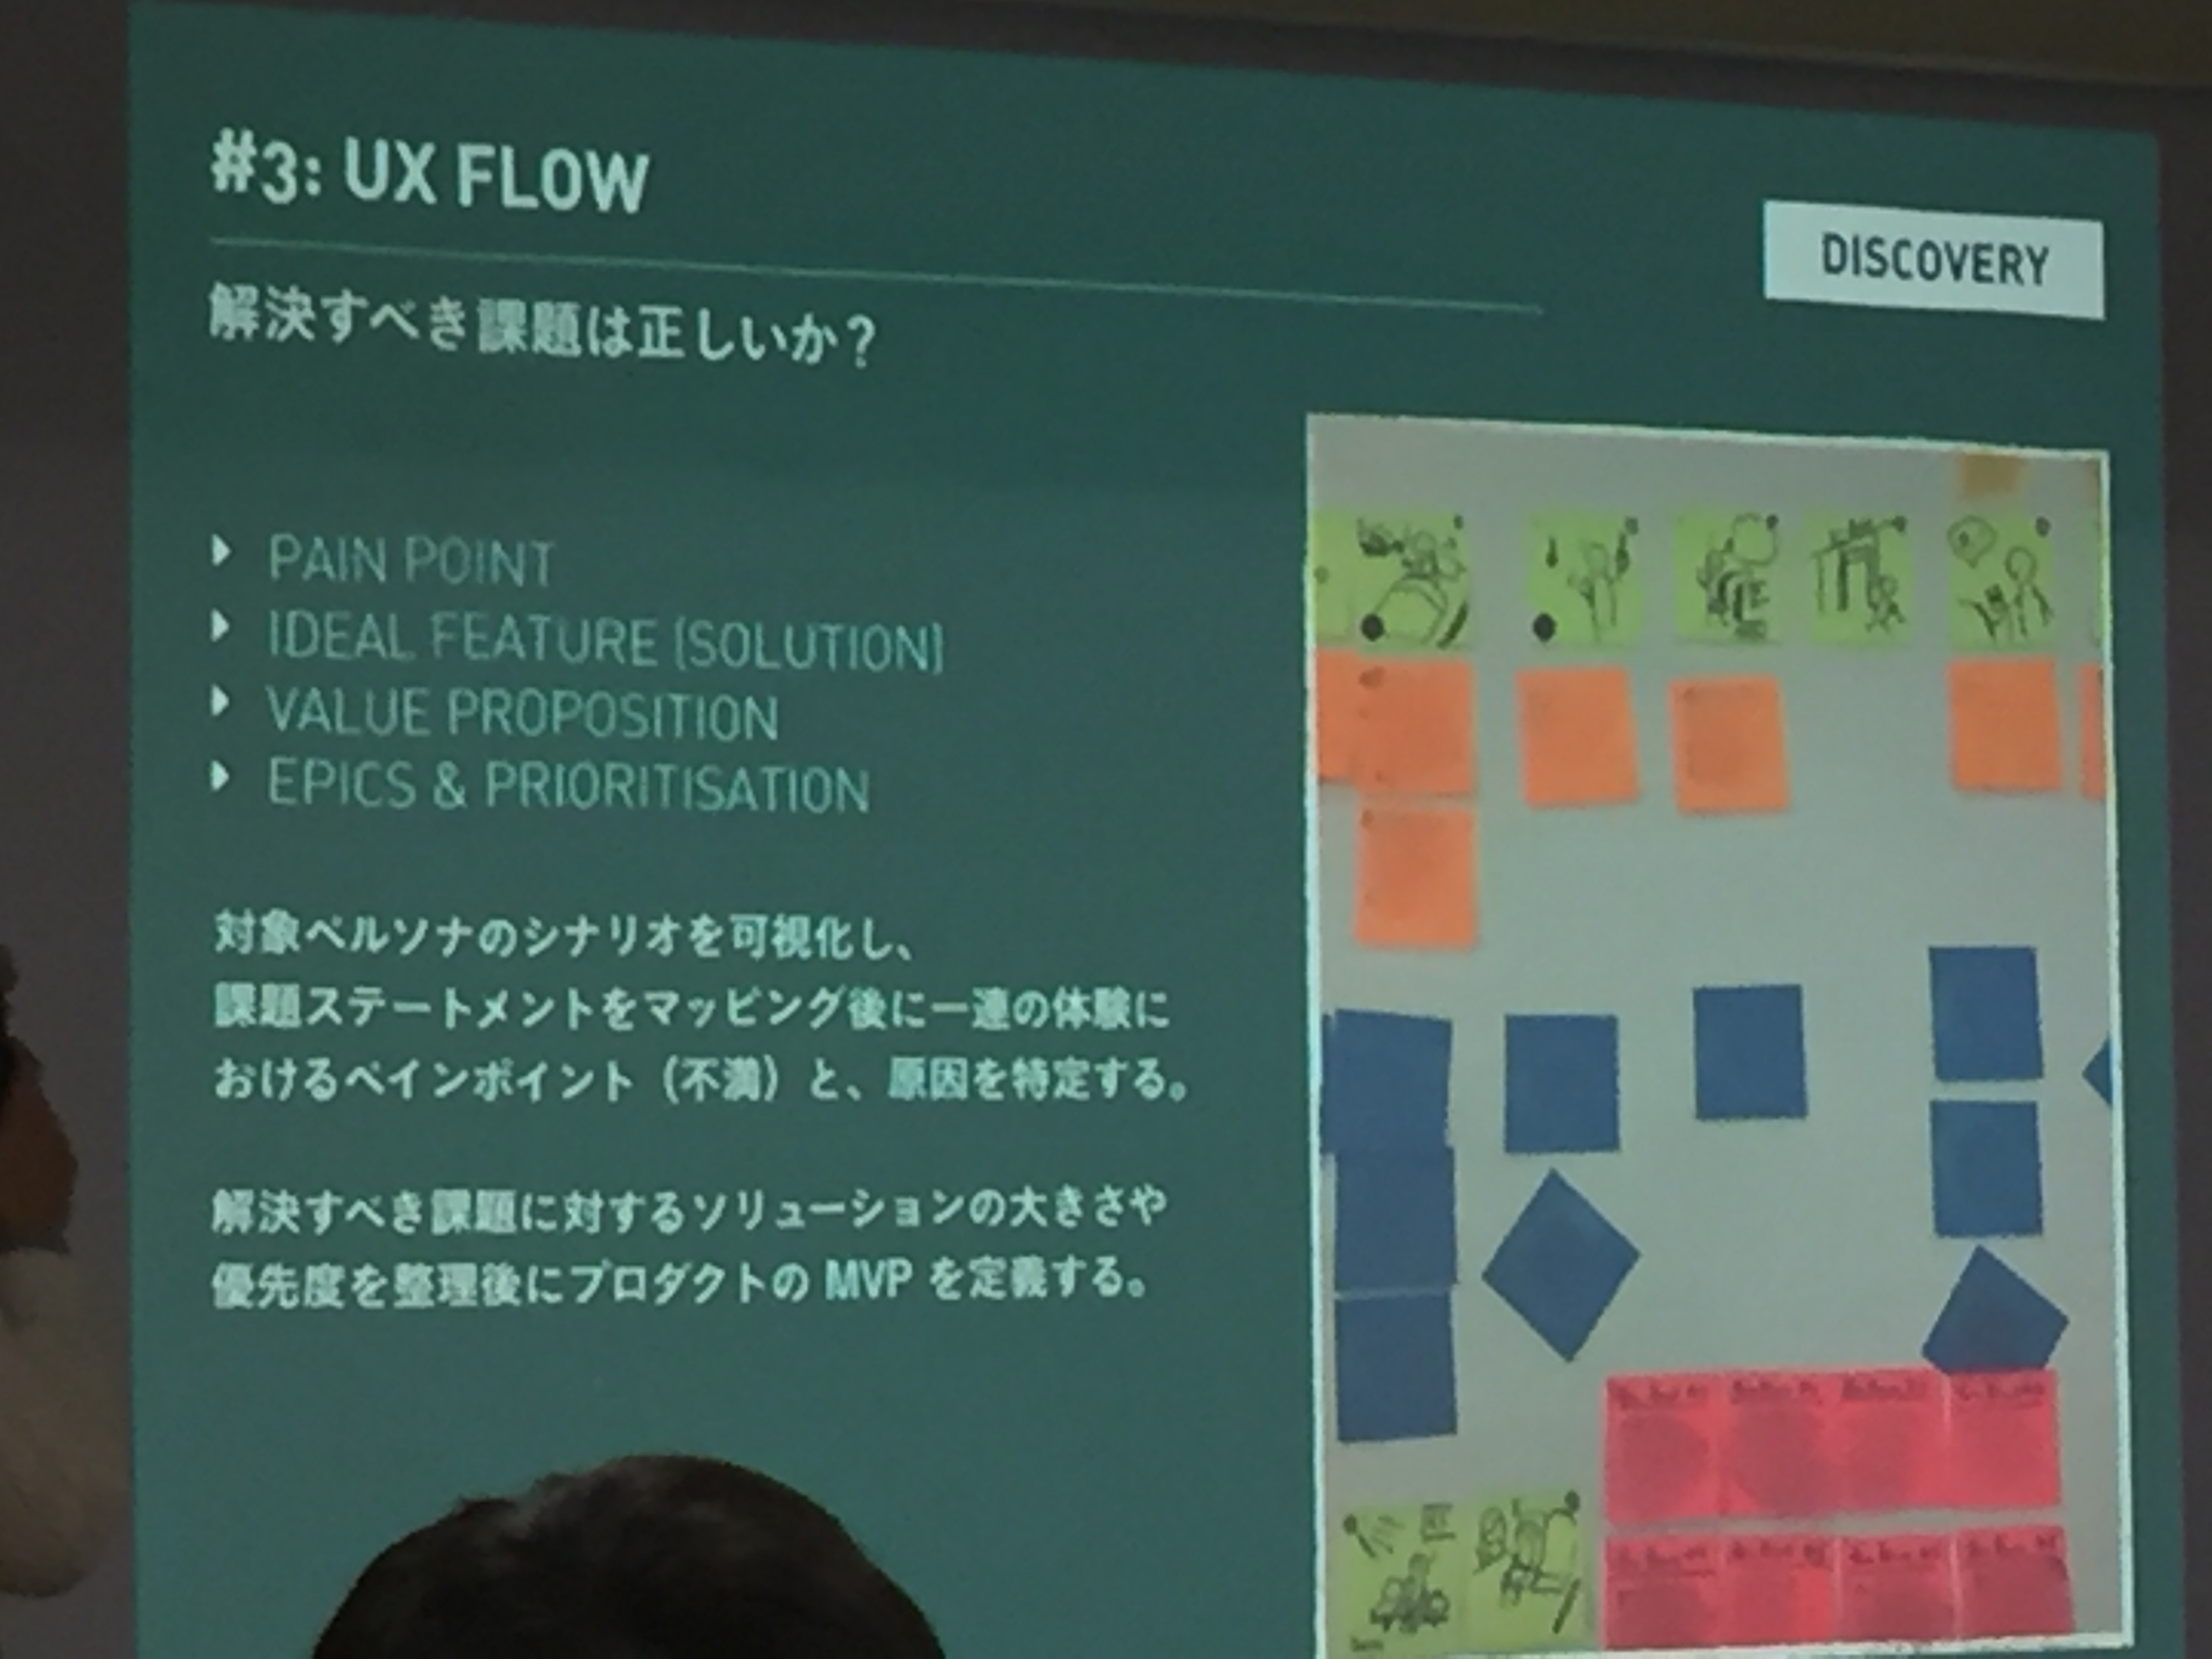 #3: UX FLOW
DISCOVERY
解決すべき課題は正しいか？
PAIN POINT
IDEAL FEATURE (SOLUTION)
VALUE PROPOSITION
EPICS & PRIORITISATION
対象ペルソナのシナリオを可視化し、
課題ステートメントをマッピング後に一連の体験に
おけるペインポイント（不満）と、原因を特定する。
解決すべき課題に対するソリューションの大きさや
優先度を整理後にプロダクトの MVP を定義する。